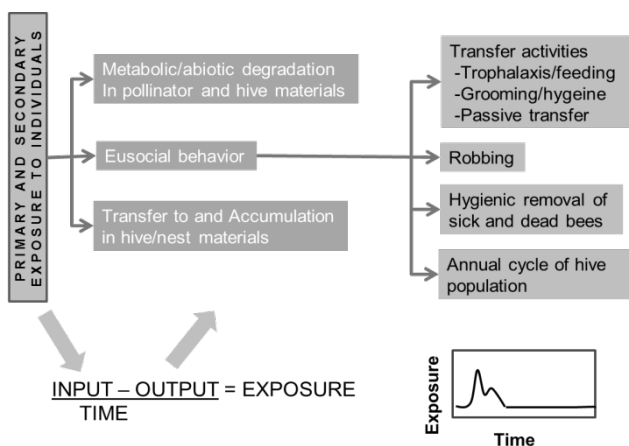 PRIMARY AND SECONDARY
EXPOSURE TO INDIVIDUALS
Metabolic/abiotic degradation
In pollinator and hive materials
Eusocial behavior
Transfer to and Accumulation
in hive/nest materials
Transfer activities
-Trophalaxis/feeding
-Grooming/hygeine
-Passive transfer
Robbing
Hygienic removal of
sick and dead bees
Annual cycle of hive
population
INPUT – OUTPUT = EXPOSURE
TIME
Exposure
Time